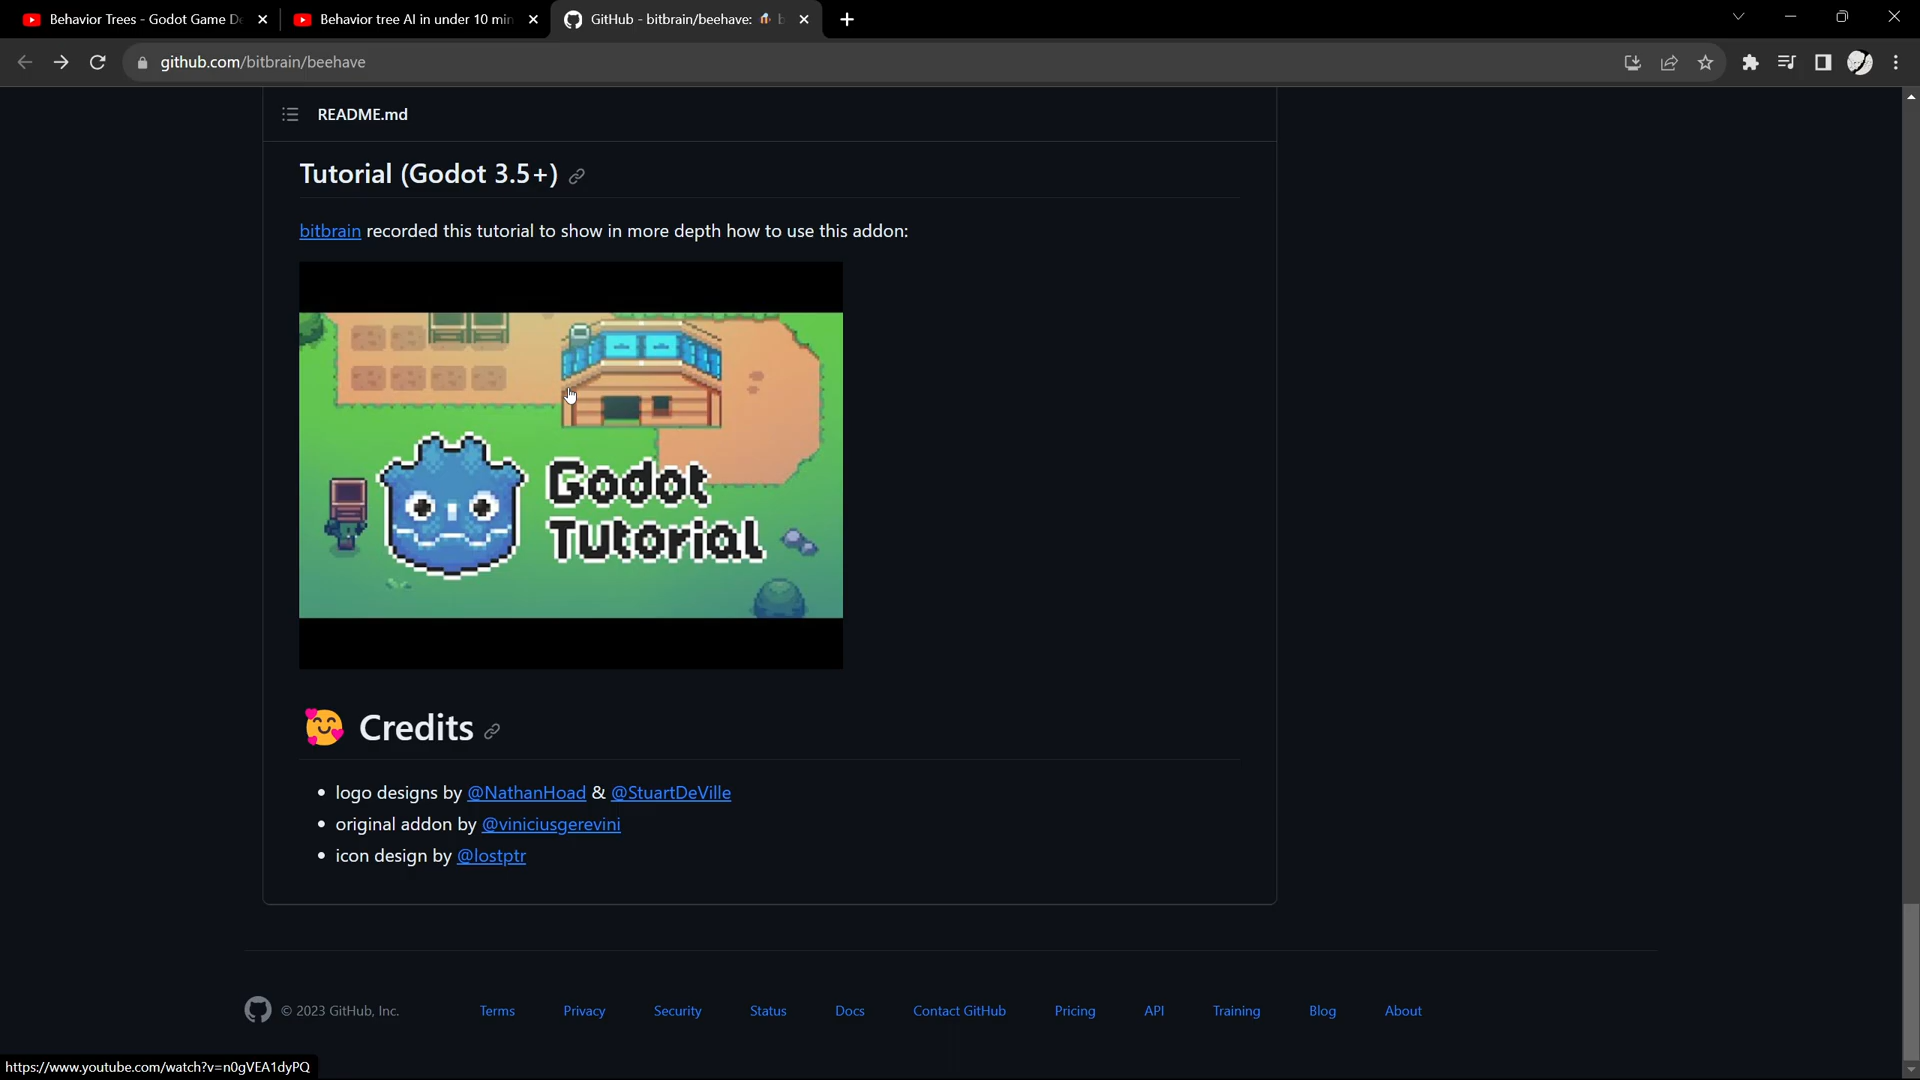 Behavior Trees - Godot Game De
Behavior tree AI in under 10 min
GitHub - bitbrain/beehave: 🐝 b
github.com/bitbrain/beehave
README.md
Tutorial (Godot 3.5+)
bitbrain recorded this tutorial to show in more depth how to use this addon:
Godot
Tutorial
🥰 Credits
• logo designs by @NathanHoad & @StuartDeVille
• original addon by @viniciusgerevini
• icon design by @lostptr
© 2023 GitHub, Inc. Terms Privacy Security Status Docs Contact GitHub Pricing API Training Blog About
https://www.youtube.com/watch?v=n0gVEA1dyPQ